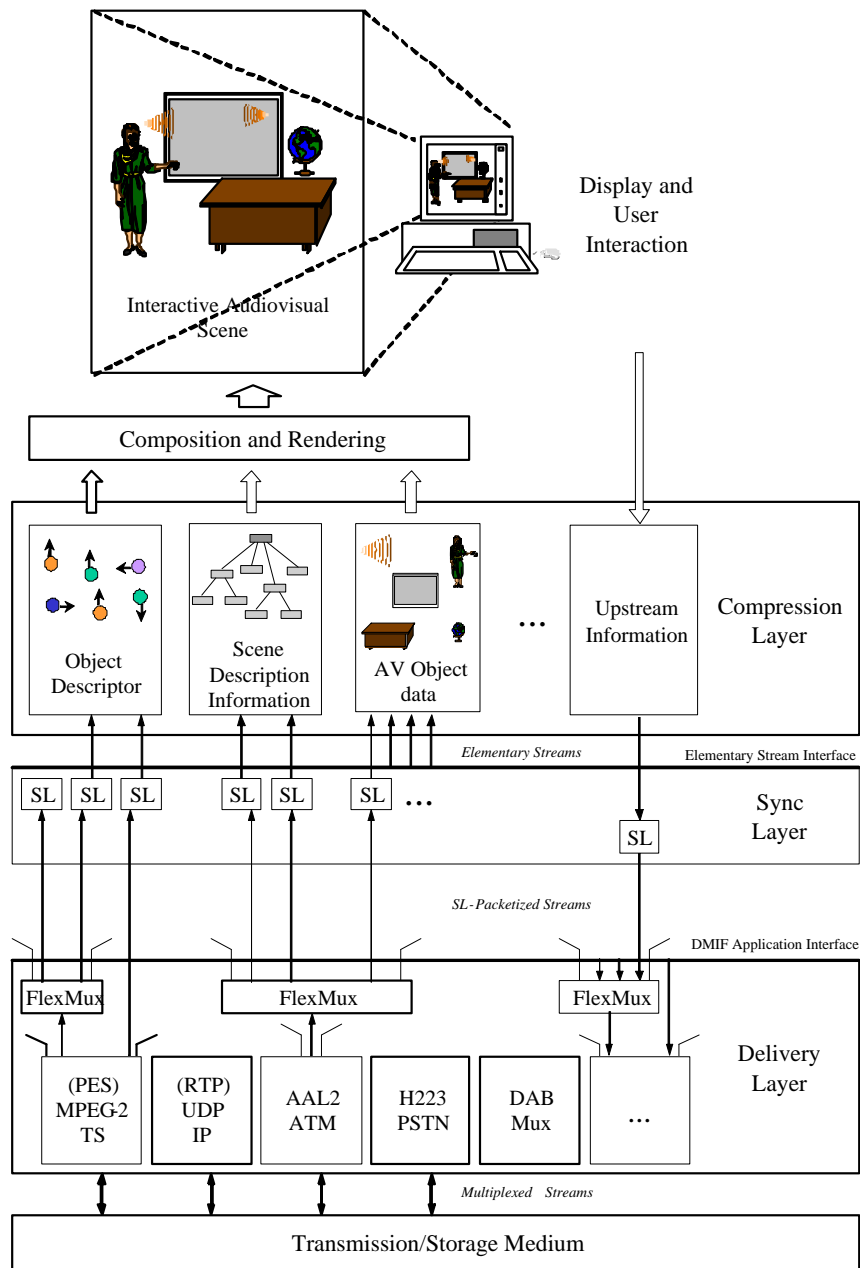 Display and
User
Interaction
Interactive Audiovisual
Scene
Composition and Rendering
Object
Descriptor
Scene
Description
Information
AV Object
data
...
Upstream
Information
Compression
Layer
Elementary Streams
Elementary Stream Interface
SL
SL
SL
SL
SL
SL
...
SL
Sync
Layer
SL-Packetized Streams
DMIF Application Interface
FlexMux
FlexMux
FlexMux
(PES)
MPEG-2
TS
(RTP)
UDP
IP
AAL2
ATM
H223
PSTN
DAB
Mux
...
Delivery
Layer
Multiplexed Streams
Transmission/Storage Medium